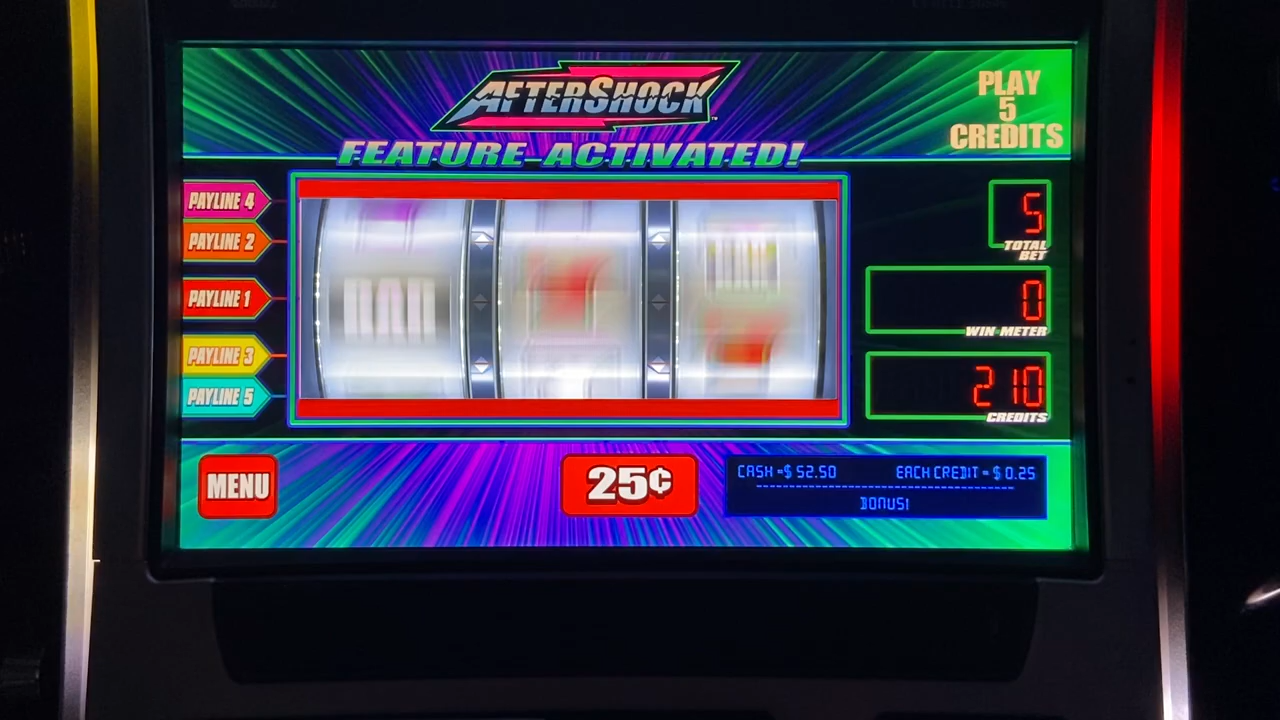 AFTERSHOCK™
PLAY
5
CREDITS
FEATURE ACTIVATED!
PAYLINE 4
PAYLINE 2
PAYLINE 1
PAYLINE 3
PAYLINE 5
5
TOTAL
BET
0
WIN METER
210
CREDITS
MENU
25¢
CASH =$ 52.50 EACH CREDIT = $ 0.25
BONUS!